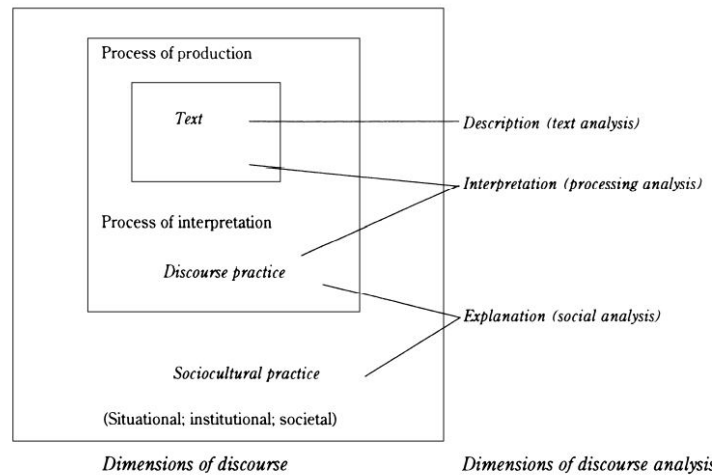 Process of production
Text
Description (text analysis)
Interpretation (processing analysis)
Process of interpretation
Discourse practice
Explanation (social analysis)
Sociocultural practice
(Situational; institutional; societal)
Dimensions of discourse
Dimensions of discourse analysis